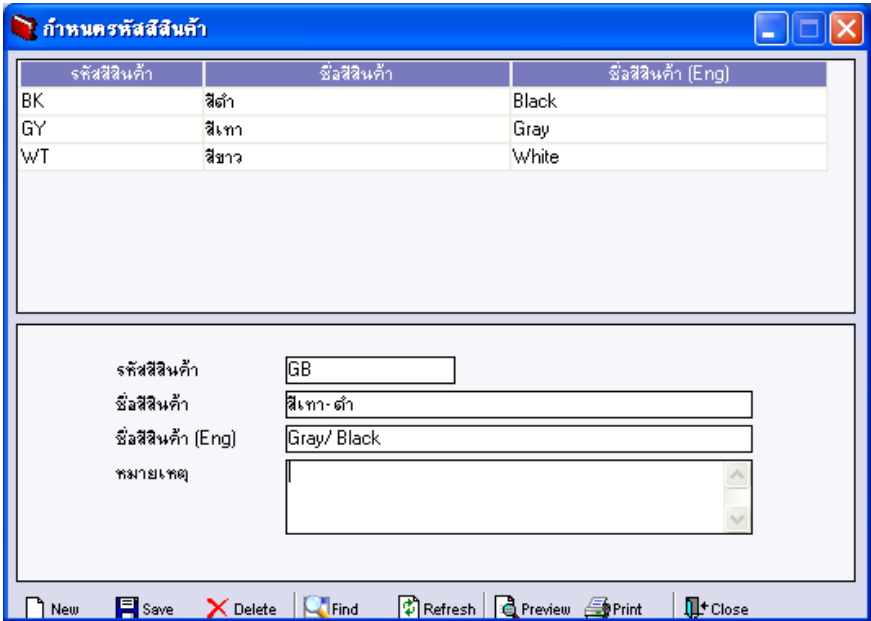 กำหนดรหัสสีสินค้า
รหัสสีสินค้า ชื่อสีสินค้า ชื่อสีสินค้า (Eng)
BK สีดำ Black
GY สีเทา Gray
WT สีขาว White
รหัสสีสินค้า GB
ชื่อสีสินค้า สีเทา-ดำ
ชื่อสีสินค้า (Eng) Gray/ Black
หมายเหตุ
New Save Delete Find Refresh Preview Print Close